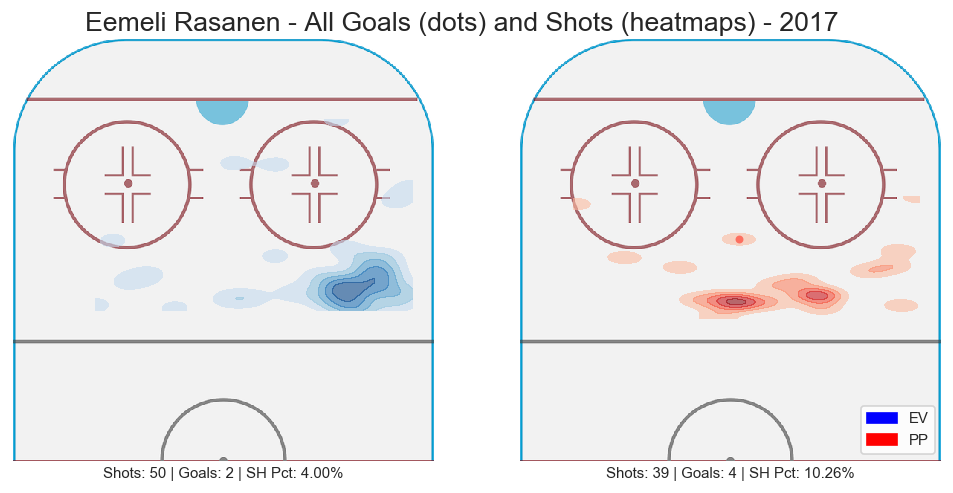 Eemeli Rasanen - All Goals (dots) and Shots (heatmaps) - 2017
EV
PP
Shots: 50 | Goals: 2 | SH Pct: 4.00%
Shots: 39 | Goals: 4 | SH Pct: 10.26%